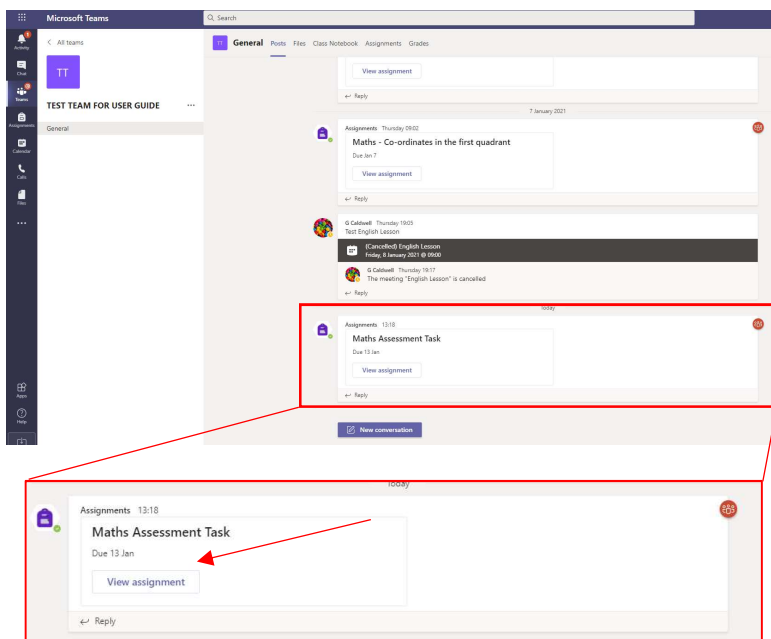 Microsoft Teams
Search
Activity
Chat
Teams
Assignments
Calendar
Calls
Files
Apps
Help
All teams
TT
TEST TEAM FOR USER GUIDE
General
TT General Posts Files Class Notebook Assignments Grades
View assignment
Reply
7 January 2021
Assignments Thursday 09:02
Maths - Co-ordinates in the first quadrant
Due Jan 7
View assignment
Reply
G Caldwell Thursday 19:05
Test English Lesson
(Cancelled) English Lesson
Friday, 8 January 2021 @ 09:00
G Caldwell Thursday 19:17
The meeting "English Lesson" is cancelled
Reply
Today
Assignments 13:18
Maths Assessment Task
Due 13 Jan
View assignment
Reply
New conversation
Today
Assignments 13:18
Maths Assessment Task
Due 13 Jan
View assignment
Reply